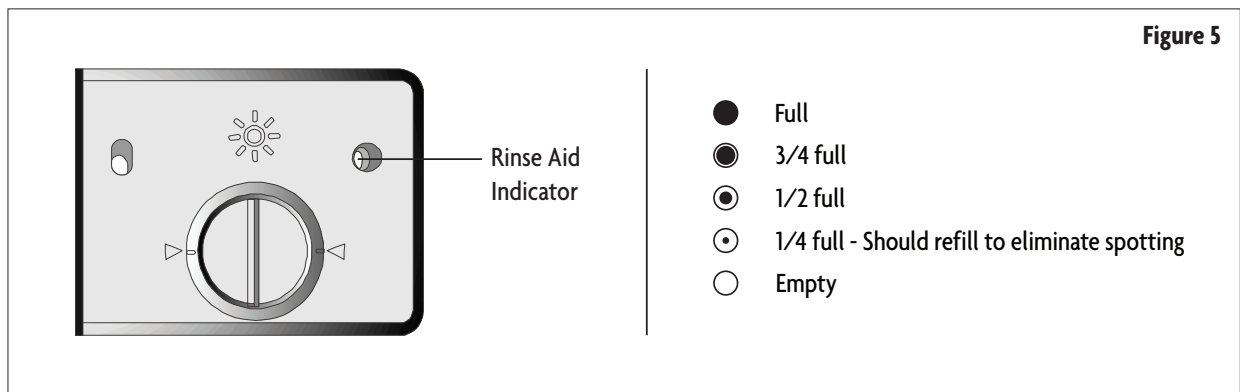 Figure 5
Rinse Aid
Indicator
Full
3/4 full
1/2 full
1/4 full - Should refill to eliminate spotting
Empty